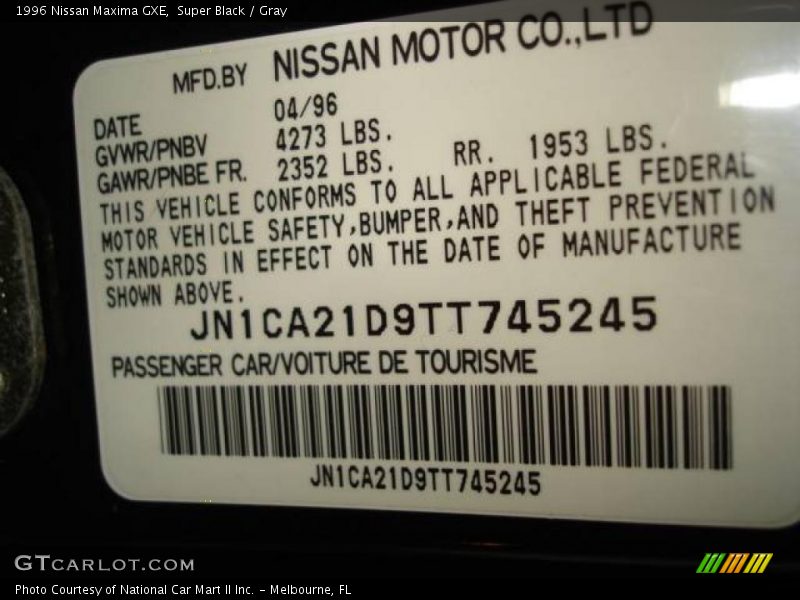 1996 Nissan Maxima GXE, Super Black / Gray
MFD.BY NISSAN MOTOR CO.,LTD
DATE 04/96
GVWR/PNBV 4273 LBS.
GAWR/PNBE FR. 2352 LBS. RR. 1953 LBS.
THIS VEHICLE CONFORMS TO ALL APPLICABLE FEDERAL
MOTOR VEHICLE SAFETY,BUMPER,AND THEFT PREVENTION
STANDARDS IN EFFECT ON THE DATE OF MANUFACTURE
SHOWN ABOVE.
JN1CA21D9TT745245
PASSENGER CAR/VOITURE DE TOURISME
JN1CA21D9TT745245
GTCARLOT.COM
Photo Courtesy of National Car Mart II Inc. - Melbourne, FL